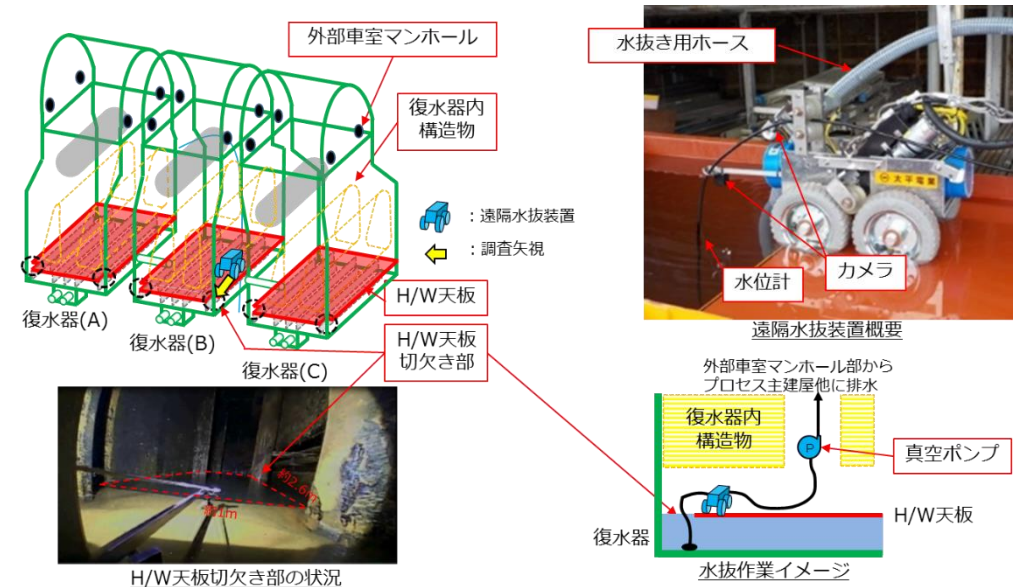 外部車室マンホール
復水器内
構造物
：遠隔水抜装置
：調査矢視
H/W天板
H/W天板
切欠き部
復水器(A)
復水器(B)
復水器(C)
約2.6m
約1m
H/W天板切欠き部の状況
水抜き用ホース
太平電業
水位計
カメラ
遠隔水抜装置概要
外部車室マンホール部から
プロセス主建屋他に排水
復水器内
構造物
P
真空ポンプ
H/W天板
復水器
水抜作業イメージ